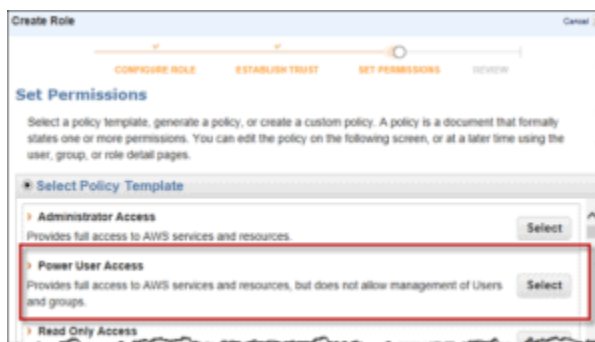 Create Role
Cancel
CONFIGURE ROLE ESTABLISH TRUST SET PERMISSIONS REVIEW
Set Permissions
Select a policy template, generate a policy, or create a custom policy. A policy is a document that formally
states one or more permissions. You can edit the policy on the following screen, or at a later time using the
user, group, or role detail pages.
Select Policy Template
Administrator Access
Provides full access to AWS services and resources.
Select
Power User Access
Provides full access to AWS services and resources, but does not allow management of Users
and groups.
Select
Read Only Access